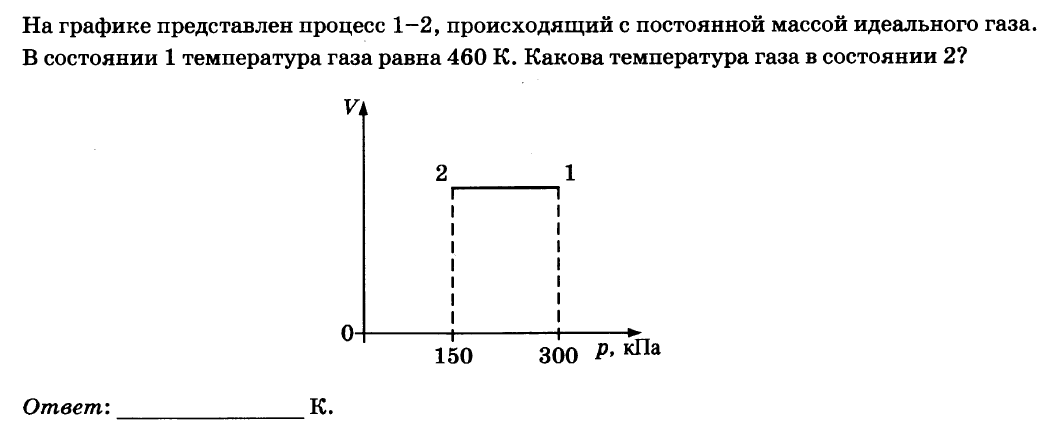 На графике представлен процесс 1–2, происходящий с постоянной массой идеального газа.
В состоянии 1 температура газа равна 460 К. Какова температура газа в состоянии 2?
V
2 1
0
150 300 p, кПа
Ответ: ________________ К.